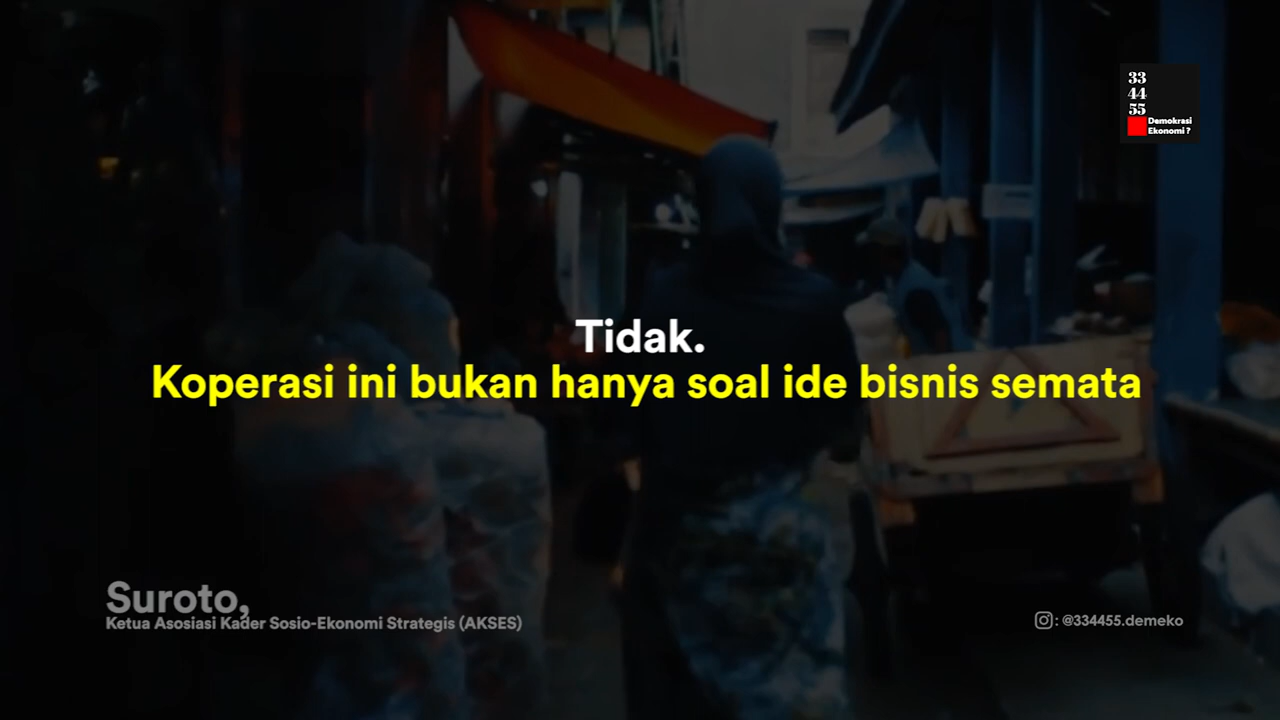 33
44
55
Demokrasi
Ekonomi ?
Tidak.
Koperasi ini bukan hanya soal ide bisnis semata
Suroto,
Ketua Asosiasi Kader Sosio-Ekonomi Strategis (AKSES)
: @334455.demeko